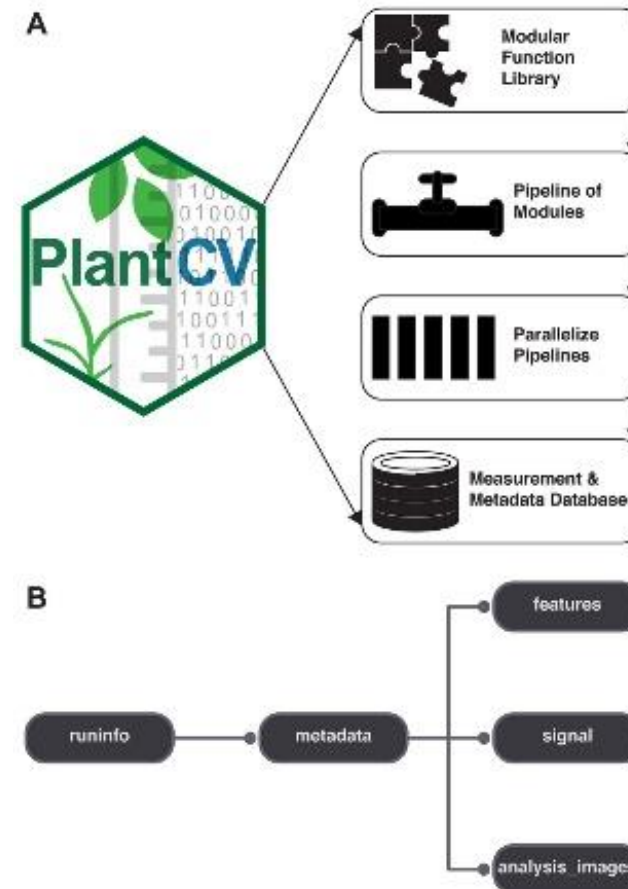 A
Modular
Function
Library
PlantCV
Pipeline of
Modules
Parallelize
Pipelines
Measurement &
Metadata Database
B
features
runinfo
metadata
signal
analysis_image